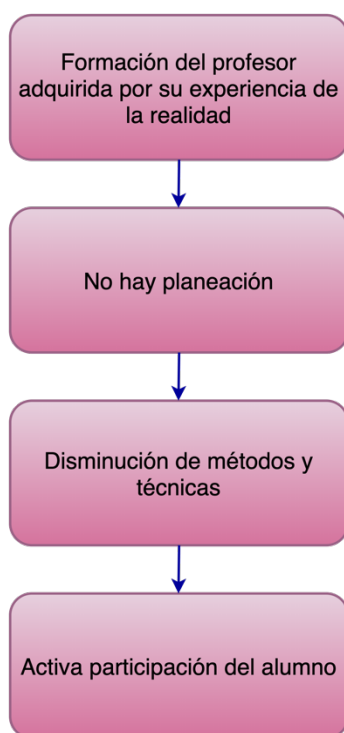 Formación del profesor
adquirida por su experiencia de
la realidad
No hay planeación
Disminución de métodos y
técnicas
Activa participación del alumno